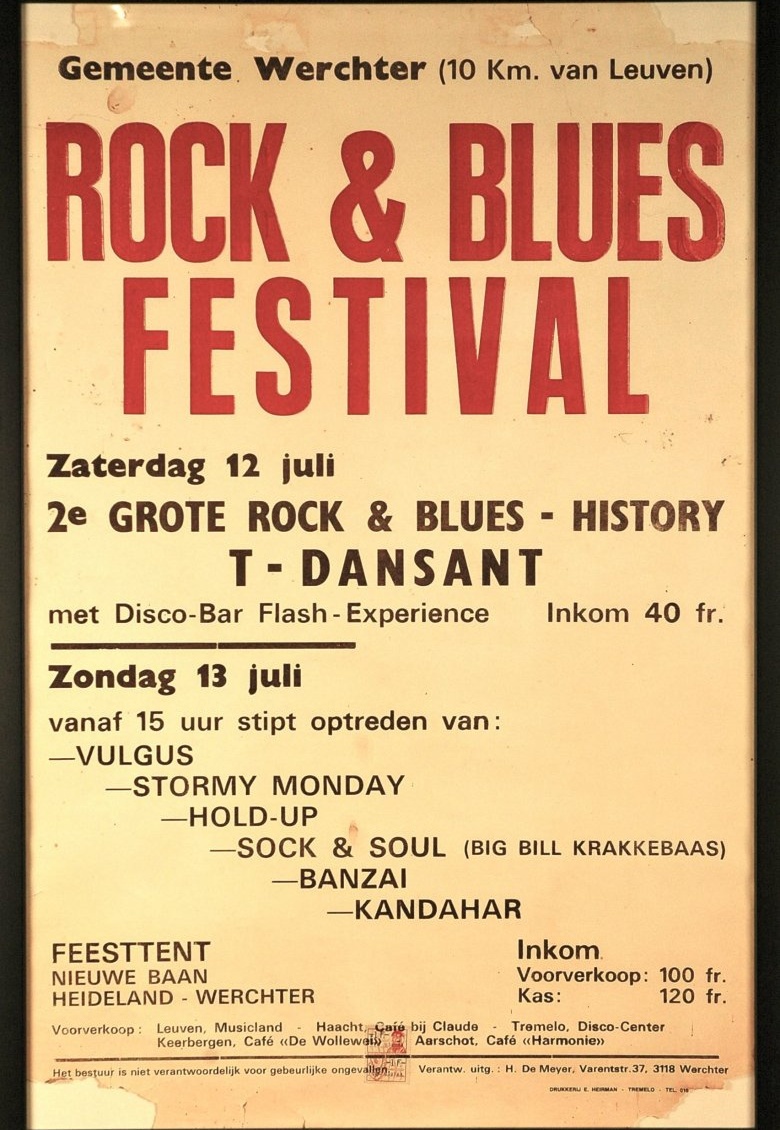 Gemeente Werchter (10 Km. van Leuven)
ROCK & BLUES
FESTIVAL
Zaterdag 12 juli
2e GROTE ROCK & BLUES - HISTORY
T - DANSANT
met Disco-Bar Flash-Experience Inkom 40 fr.
Zondag 13 juli
vanaf 15 uur stipt optreden van:
—VULGUS
—STORMY MONDAY
—HOLD-UP
—SOCK & SOUL (BIG BILL KRAKKEBAAS)
—BANZAI
—KANDAHAR
FEESTTENT
NIEUWE BAAN
HEIDELAND - WERCHTER
Inkom
Voorverkoop: 100 fr.
Kas: 120 fr.
Voorverkoop: Leuven, Musicland - Haacht, Café bij Claude - Tremelo, Disco-Center
Keerbergen, Café «De Wollewei» Aarschot, Café «Harmonie»
Het bestuur is niet verantwoordelijk voor gebeurlijke ongevallen. Verantw. uitg.: H. De Meyer, Varentstr.37, 3118 Werchter
DRUKKERIJ E. HEIRMAN - TREMELO - TEL.